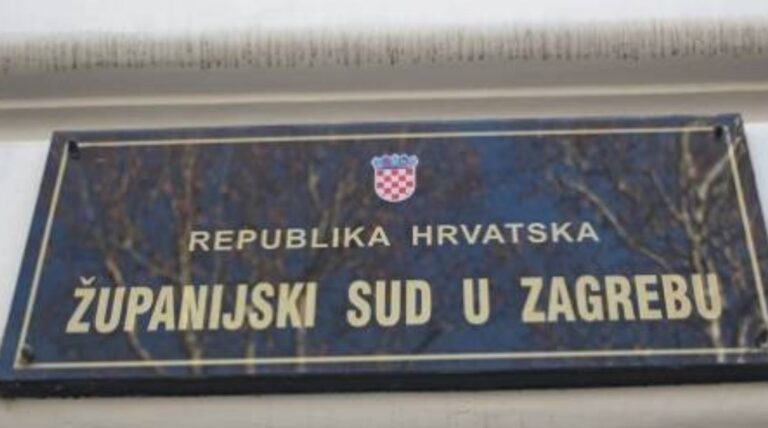 REPUBLIKA HRVATSKA
ŽUPANIJSKI SUD U ZAGREBU